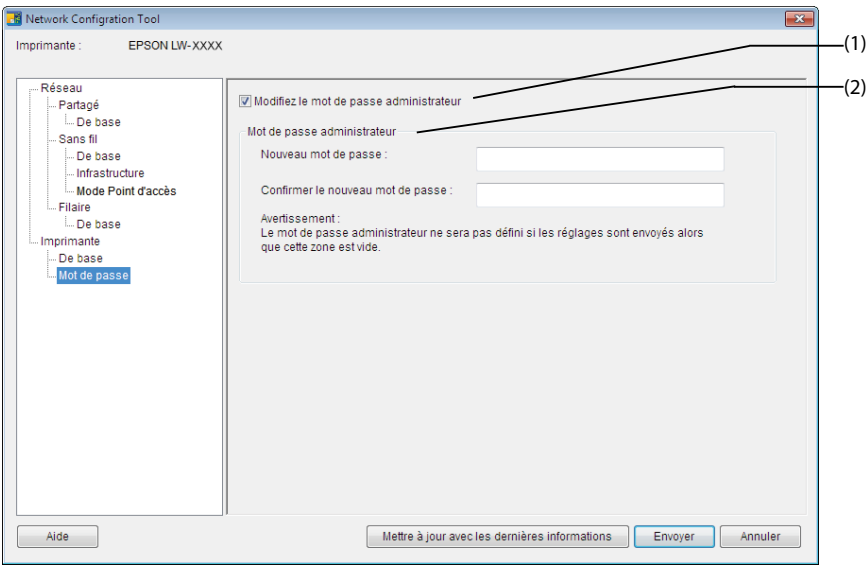 Network Configration Tool
Imprimante : EPSON LW-XXXX
(1)
(2)
Réseau
Partagé
De base
Sans fil
De base
Infrastructure
Mode Point d'accès
Filaire
De base
Imprimante
De base
Mot de passe
Modifiez le mot de passe administrateur
Mot de passe administrateur
Nouveau mot de passe :
Confirmer le nouveau mot de passe :
Avertissement :
Le mot de passe administrateur ne sera pas défini si les réglages sont envoyés alors
que cette zone est vide.
Aide
Mettre à jour avec les dernières informations
Envoyer
Annuler